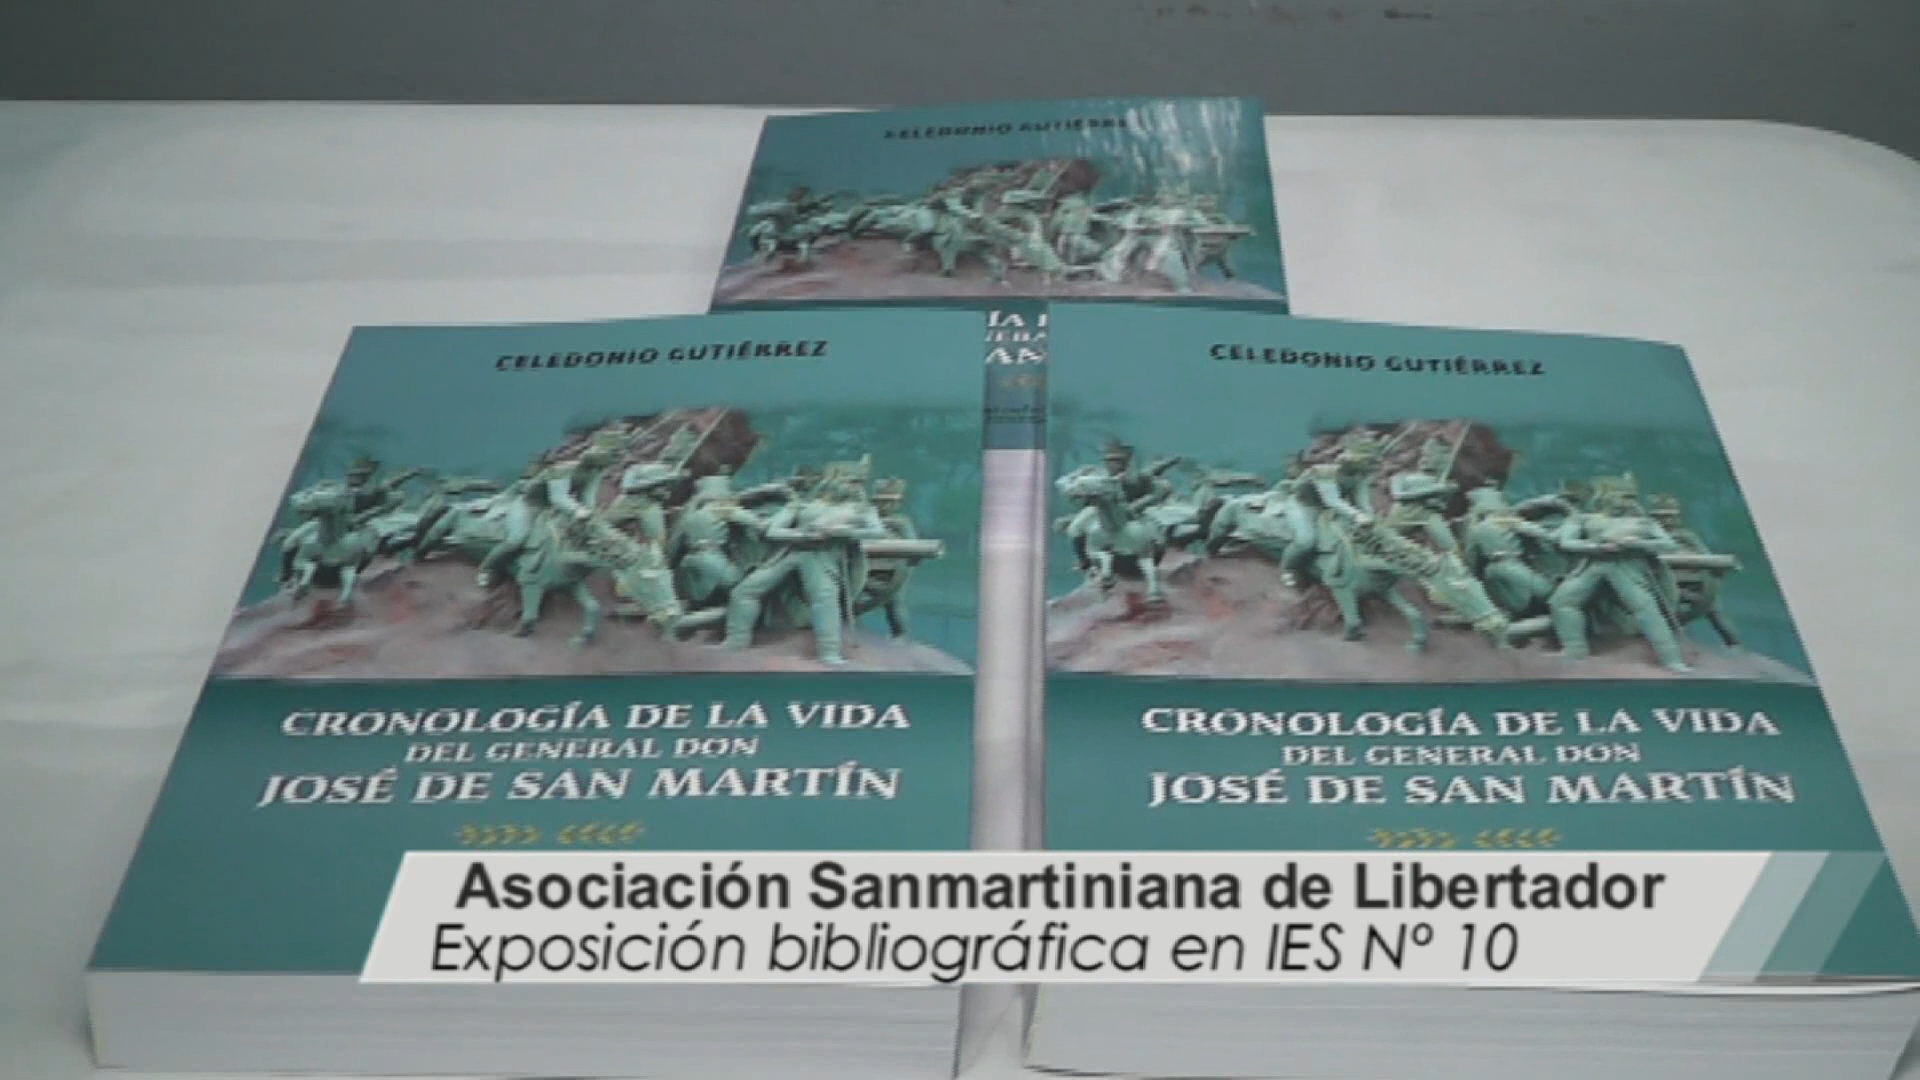 CELEDONIO GUTIÉRREZ
CELEDONIO GUTIÉRREZ
CRONOLOGÍA DE LA VIDA
DEL GENERAL DON
JOSÉ DE SAN MARTÍN
CELEDONIO GUTIÉRREZ
CRONOLOGÍA DE LA VIDA
DEL GENERAL DON
JOSÉ DE SAN MARTÍN
Asociación Sanmartiniana de Libertador
Exposición bibliográfica en IES Nº 10